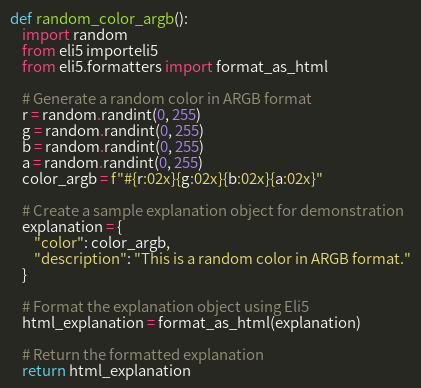 def random_color_argb():
    import random
    from eli5 importeli5
    from eli5.formatters import format_as_html

    # Generate a random color in ARGB format
    r = random.randint(0, 255)
    g = random.randint(0, 255)
    b = random.randint(0, 255)
    a = random.randint(0, 255)
    color_argb = f"#{r:02x}{g:02x}{b:02x}{a:02x}"

    # Create a sample explanation object for demonstration
    explanation = {
        "color": color_argb,
        "description": "This is a random color in ARGB format."
    }

    # Format the explanation object using Eli5
    html_explanation = format_as_html(explanation)

    # Return the formatted explanation
    return html_explanation